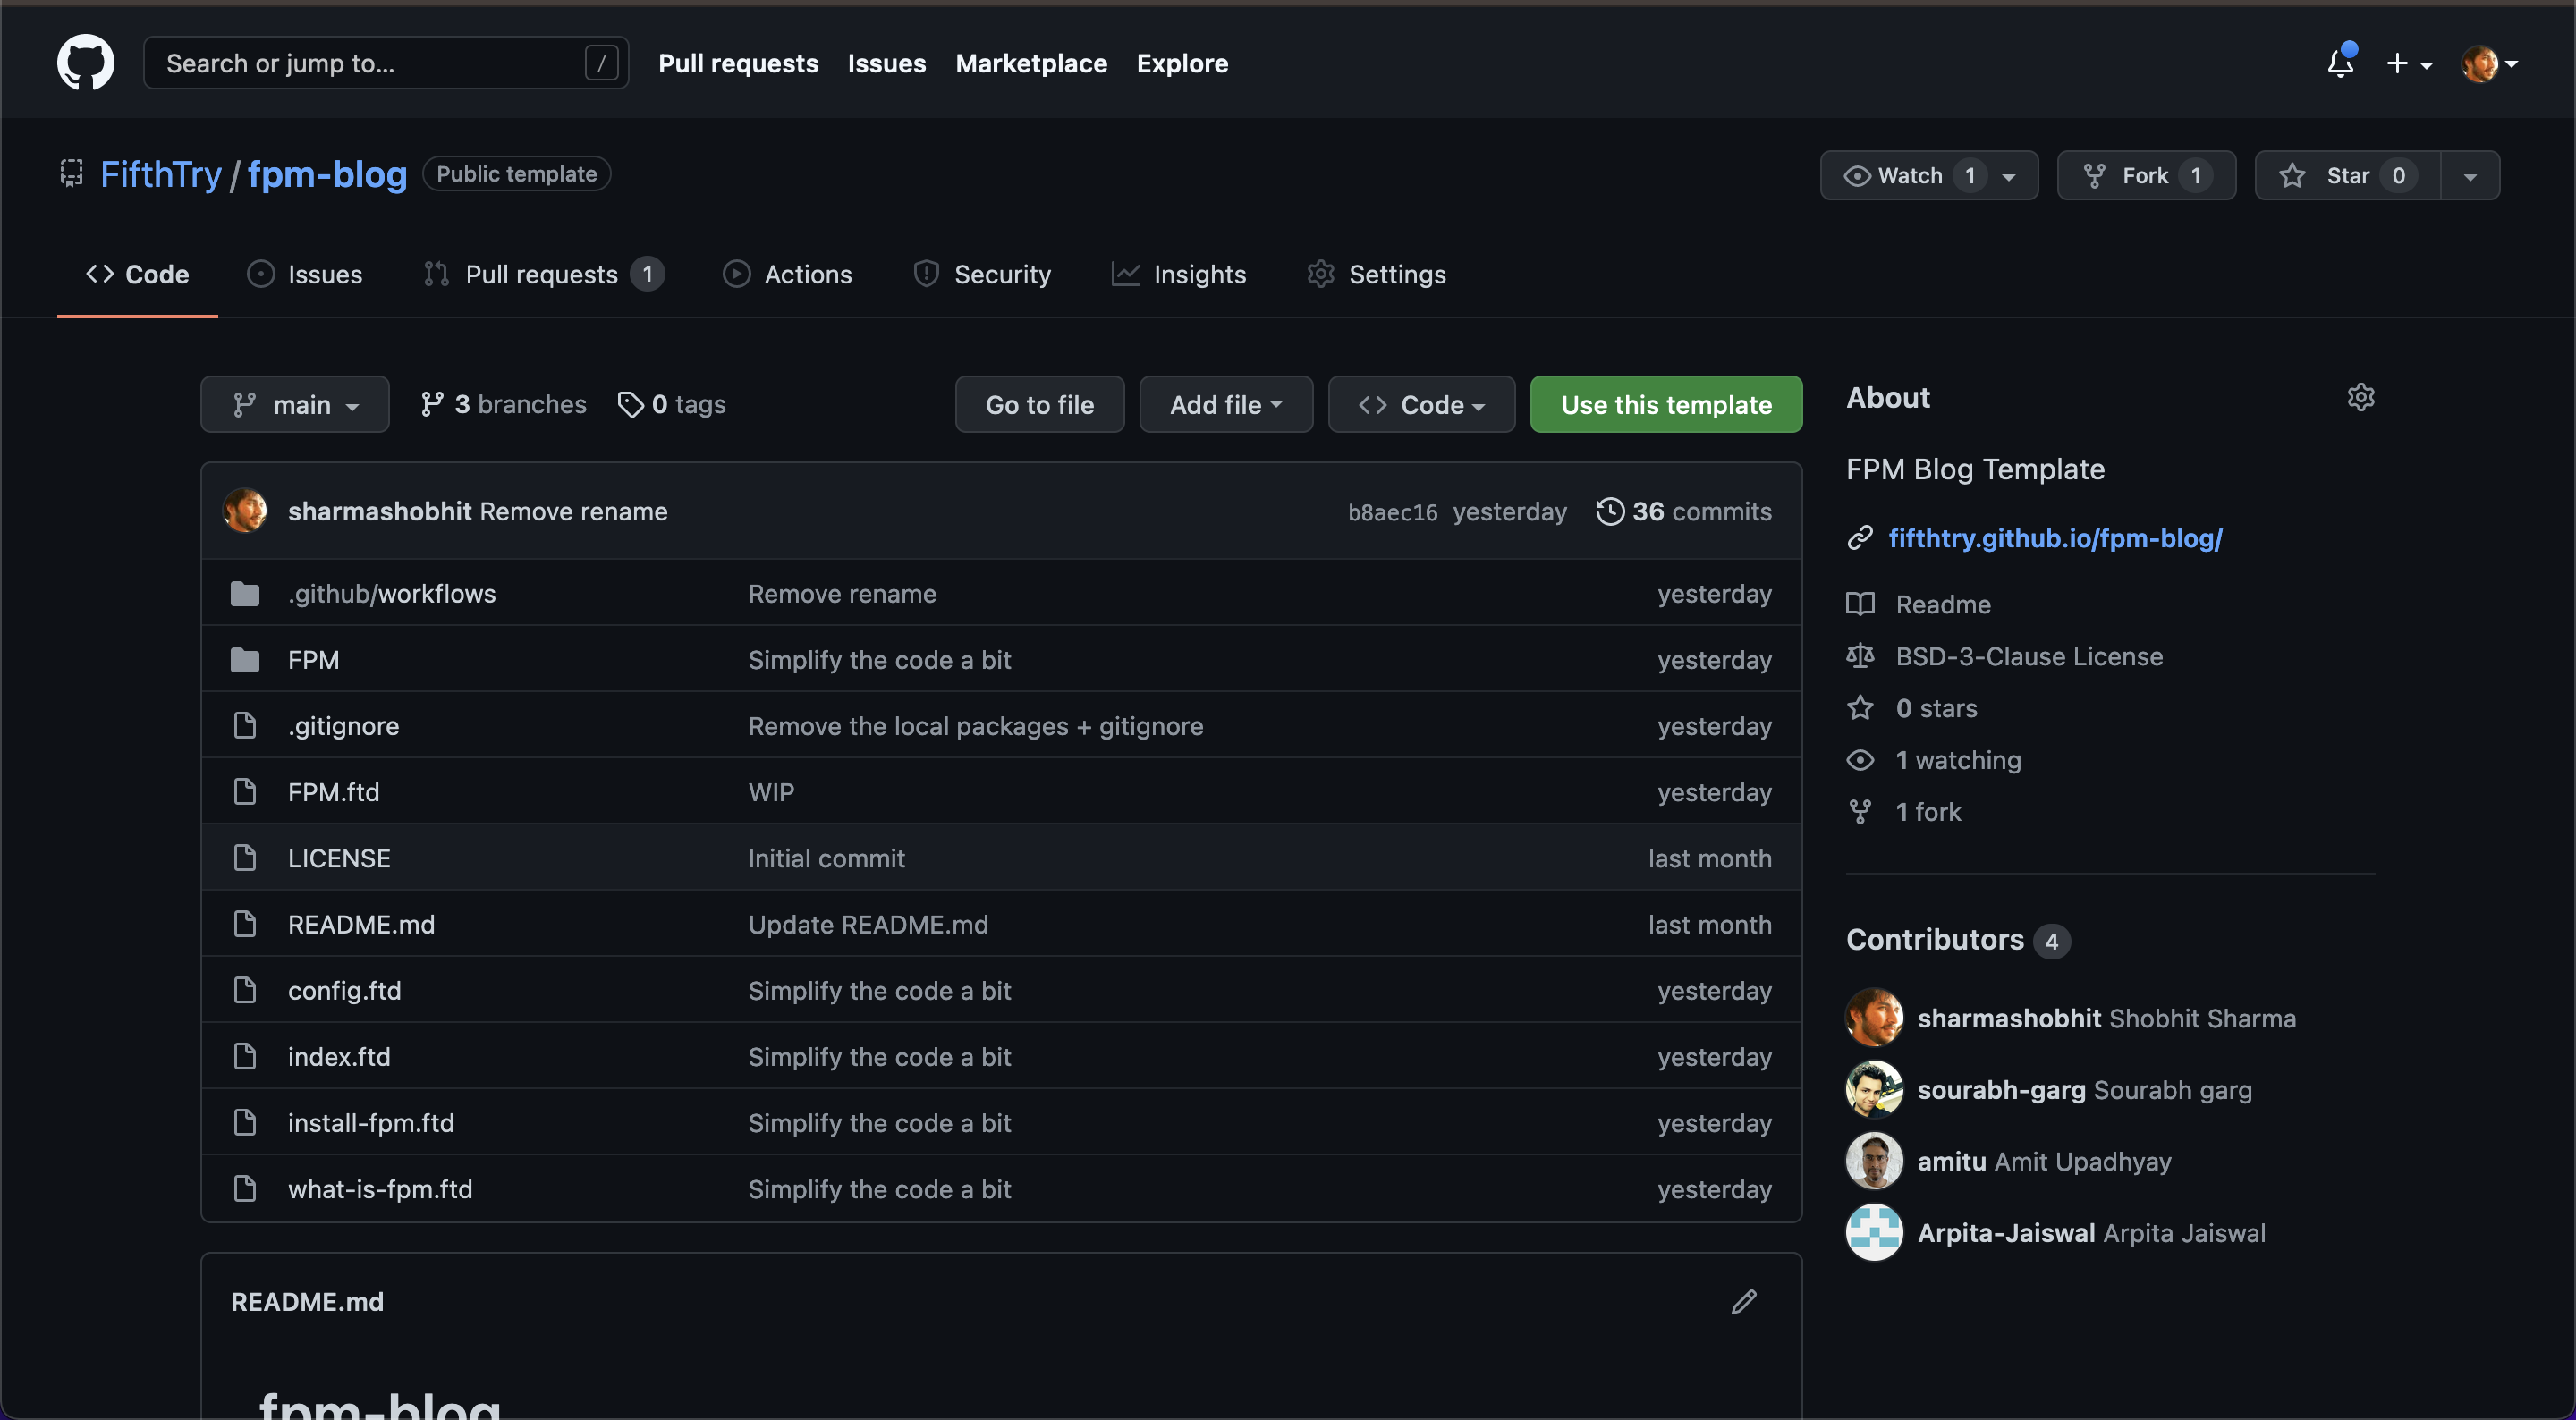 Search or jump to... /
Pull requests Issues Marketplace Explore
FifthTry / fpm-blog Public template
Watch 1 Fork 1 Star 0
Code Issues Pull requests 1 Actions Security Insights Settings
main 3 branches 0 tags Go to file Add file Code Use this template
sharmashobhit Remove rename b8aec16 yesterday 36 commits
.github/workflows Remove rename yesterday
FPM Simplify the code a bit yesterday
.gitignore Remove the local packages + gitignore yesterday
FPM.ftd WIP yesterday
LICENSE Initial commit last month
README.md Update README.md last month
config.ftd Simplify the code a bit yesterday
index.ftd Simplify the code a bit yesterday
install-fpm.ftd Simplify the code a bit yesterday
what-is-fpm.ftd Simplify the code a bit yesterday
README.md
fpm-blog
About
FPM Blog Template
fifthtry.github.io/fpm-blog/
Readme
BSD-3-Clause License
0 stars
1 watching
1 fork
Contributors 4
sharmashobhit Shobhit Sharma
sourabh-garg Sourabh garg
amitu Amit Upadhyay
Arpita-Jaiswal Arpita Jaiswal